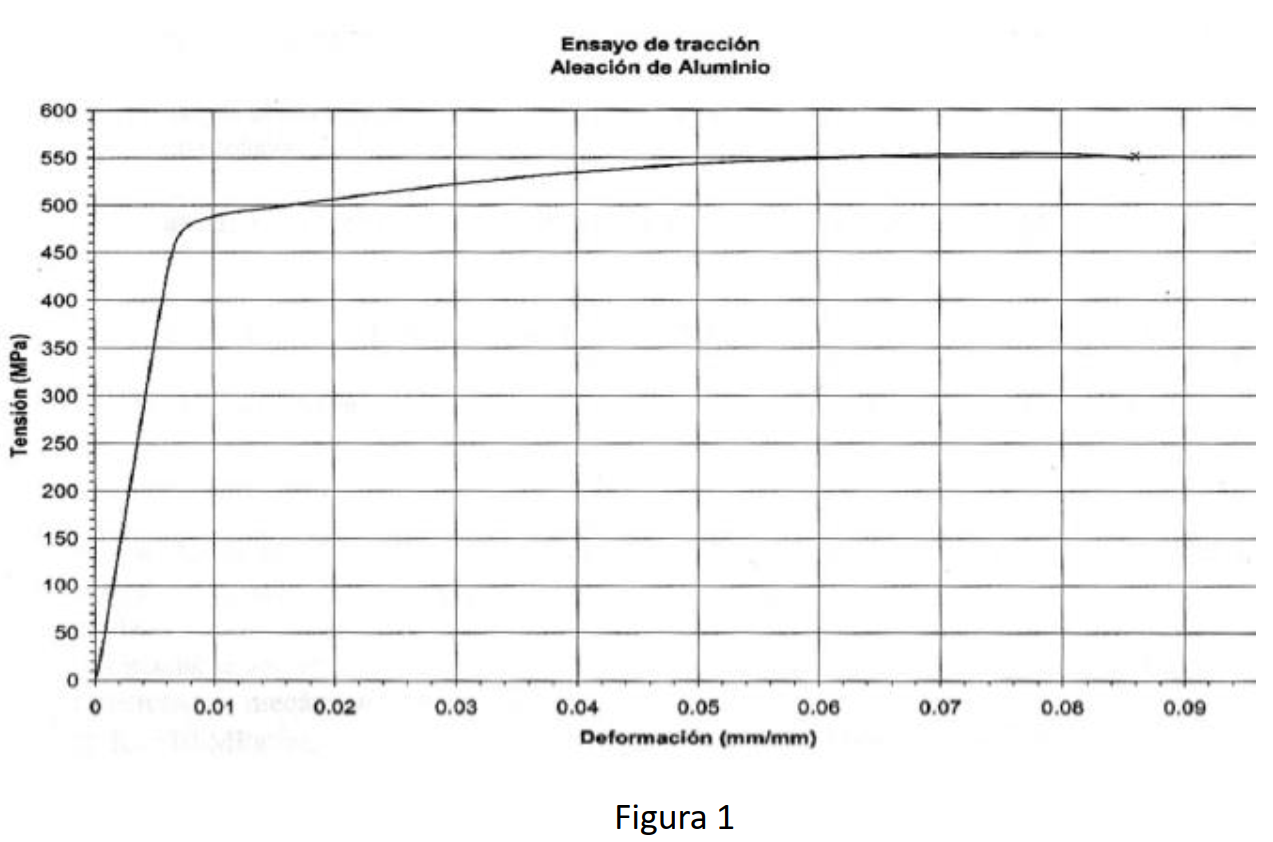 Ensayo de tracción
Aleación de Aluminio
600
550
500
450
400
350
300
250
200
150
100
50
0
Tensión (MPa)
0 0.01 0.02 0.03 0.04 0.05 0.06 0.07 0.08 0.09
Deformación (mm/mm)
Figura 1